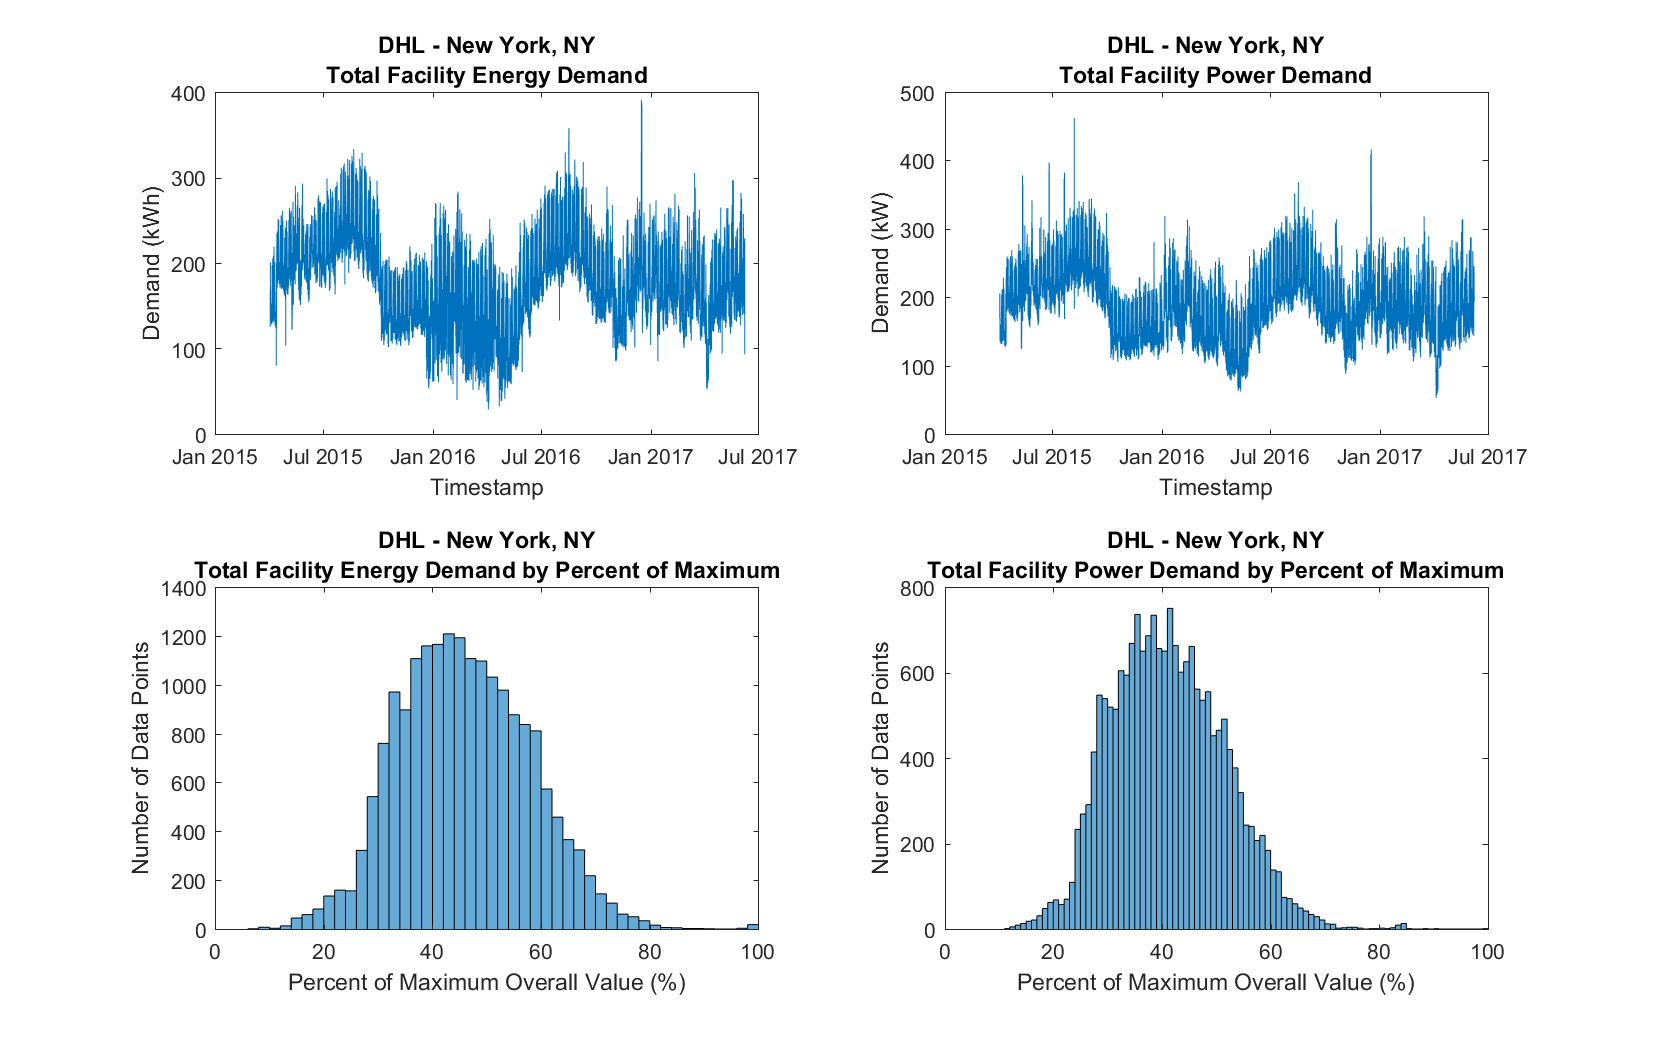 DHL - New York, NY
Total Facility Energy Demand
400
300
200
100
0
Demand (kWh)
Jan 2015 Jul 2015 Jan 2016 Jul 2016 Jan 2017 Jul 2017
Timestamp
DHL - New York, NY
Total Facility Power Demand
500
400
300
200
100
0
Demand (kW)
Jan 2015 Jul 2015 Jan 2016 Jul 2016 Jan 2017 Jul 2017
Timestamp
DHL - New York, NY
Total Facility Energy Demand by Percent of Maximum
1400
1200
1000
800
600
400
200
0
Number of Data Points
0 20 40 60 80 100
Percent of Maximum Overall Value (%)
DHL - New York, NY
Total Facility Power Demand by Percent of Maximum
800
600
400
200
0
Number of Data Points
0 20 40 60 80 100
Percent of Maximum Overall Value (%)